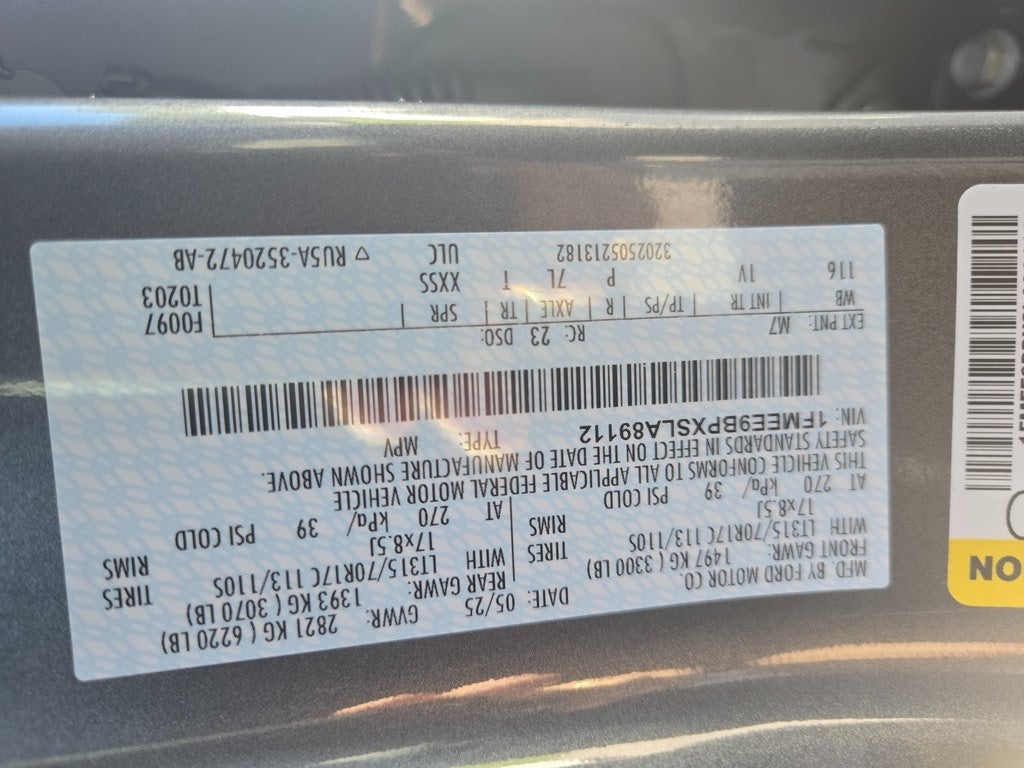 MFD. BY FORD MOTOR CO.
DATE: 05/25 GVWR: 2821 KG ( 6220 LB)
FRONT GAWR: 1497 KG ( 3300 LB)
REAR GAWR: 1393 KG ( 3070 LB)
WITH LT315/70R17C 113/110S TIRES
WITH LT315/70R17C 113/110S TIRES
17x8.5J RIMS
17x8.5J RIMS
AT 270 kPa/ 39 PSI COLD
AT 270 kPa/ 39 PSI COLD
THIS VEHICLE CONFORMS TO ALL APPLICABLE FEDERAL MOTOR VEHICLE
SAFETY STANDARDS IN EFFECT ON THE DATE OF MANUFACTURE SHOWN ABOVE.
VIN: 1FMEE9BPXSLA89112 TYPE: MPV
EXT PNT: M7 RC: 23 DSO: F0097
WB | INT TR | TP/PS | R | AXLE | TR | SPR | T0203
116 1V P 7L T XXSS
3202505213182 ULC ▽ RU5A-3520472-AB
NO